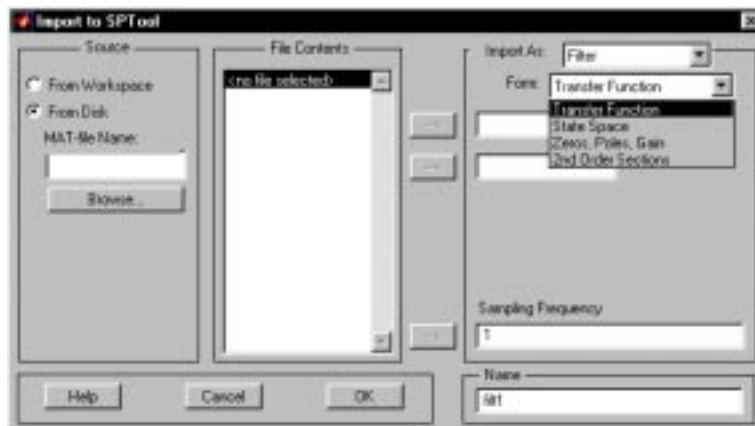 Import to SPTool
Source
From Workspace
From Disk
MAT-file Name:
Browse...
File Contents
<no file selected>
Import As:
Filter
Form:
Transfer Function
Transfer Function
State Space
Zeros, Poles, Gain
2nd Order Sections
Sampling Frequency
1
Name
filt1
Help
Cancel
OK